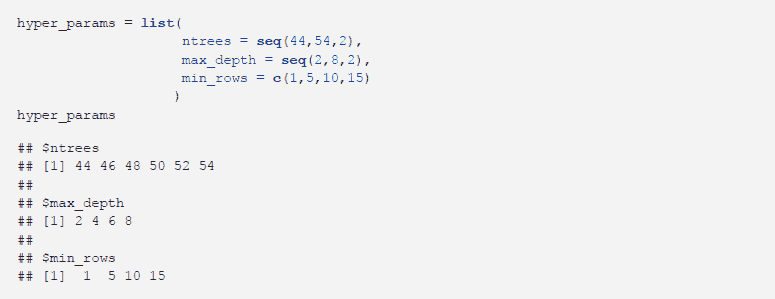 hyper_params = list(
ntrees = seq(44,54,2),
max_depth = seq(2,8,2),
min_rows = c(1,5,10,15)
)
hyper_params
## $ntrees
## [1] 44 46 48 50 52 54
##
## $max_depth
## [1] 2 4 6 8
##
## $min_rows
## [1]  1  5 10 15